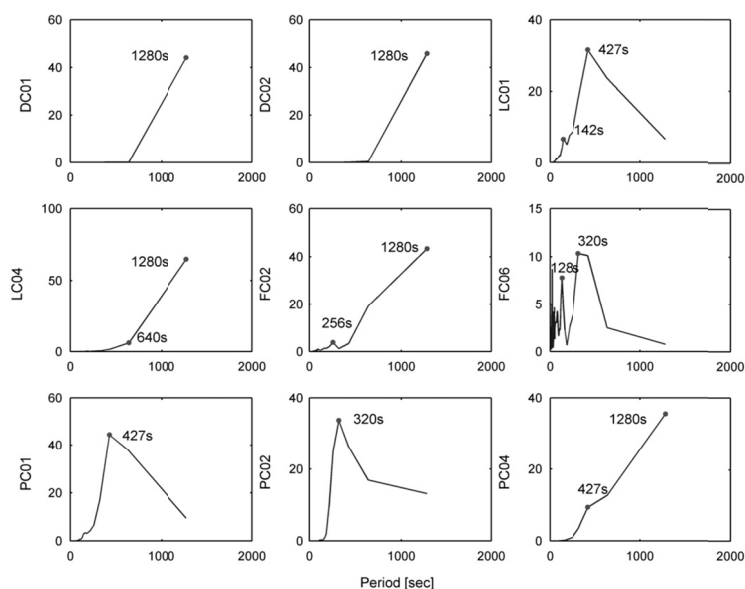 60
40
20
0
DC01
1280s
0
1000
2000
60
40
20
0
DC02
1280s
0
1000
2000
40
20
0
LC01
427s
142s
0
1000
2000
100
50
0
LC04
1280s
640s
0
1000
2000
60
40
20
0
FC02
1280s
256s
0
1000
2000
15
10
5
0
FC06
320s
128s
0
1000
2000
60
40
20
0
PC01
427s
0
1000
2000
40
20
0
PC02
320s
0
1000
2000
Period [sec]
40
20
0
PC04
1280s
427s
0
1000
2000